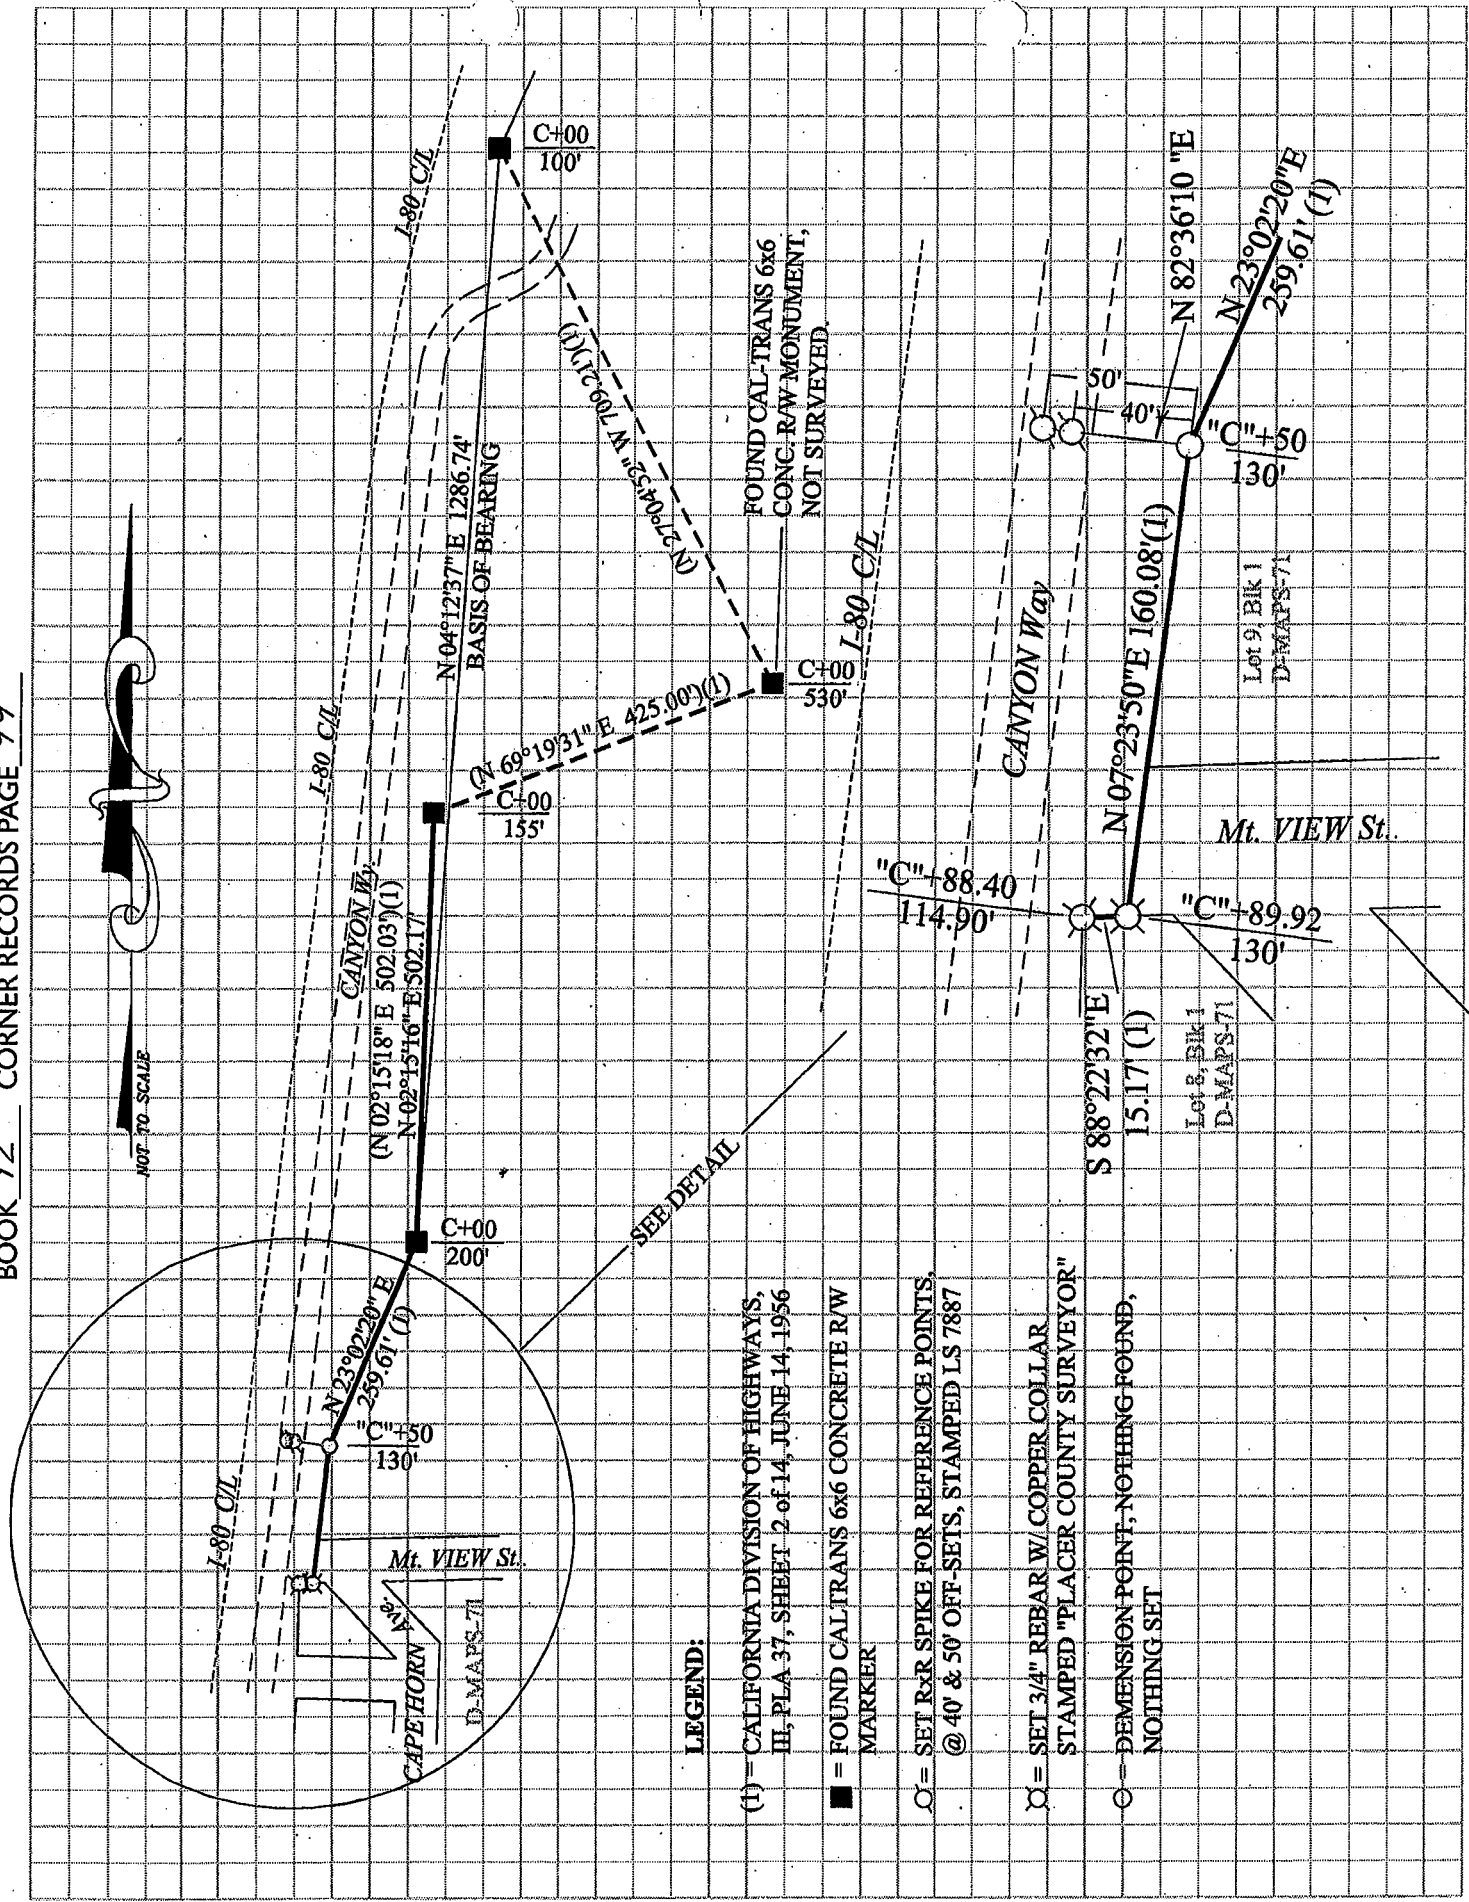 CORNER RECORDS PAGE
NOT TO SCALE
I-80 C/L
I-80 C/L
I-80 C/L
CANYON Wy.
C+00
100'
N 04°12'37" E 1286.74'
BASIS OF BEARING
(N 27°04'52" W 709.21')(1)
FOUND CAL-TRANS 6x6
CONC. R/W MONUMENT,
NOT SURVEYED.
C+00
530'
(N 69°19'31" E 425.00')(1)
C+00
155'
(N 02°15'18" E 502.03')(1)
N 02°15'16" E 502.17'
C+00
200'
N 23°02'20" E
259.61' (1)
"C"+50
130'
Mt. VIEW St.
CAPE HORN
Ave.
D-MAPS-71
SEE DETAIL
I-80 C/L
CANYON Way
50'
40'
N 82°36'10 "E
N 23°02'20"E
259.61' (1)
"C"+50
130'
N 07°23'50"E 160.08'(1)
Lot 9, Blk 1
D-MAPS-71
Mt. VIEW St.
"C"+88.40
114.90'
"C"+89.92
130'
S 88°22'32"E
15.17' (1)
Lot 8, Blk 1
D-MAPS-71
LEGEND:
(1) = CALIFORNIA DIVISION OF HIGHWAYS,
III, PLA 37, SHEET 2 of 14, JUNE 14, 1956
= FOUND CALTRANS 6x6 CONCRETE R/W
MARKER
= SET RxR SPIKE FOR REFERENCE POINTS,
@ 40' & 50' OFF-SETS, STAMPED LS 7887
= SET 3/4" REBAR W/ COPPER COLLAR
STAMPED "PLACER COUNTY SURVEYOR"
= DEMENSION POINT, NOTHING FOUND,
NOTHING SET